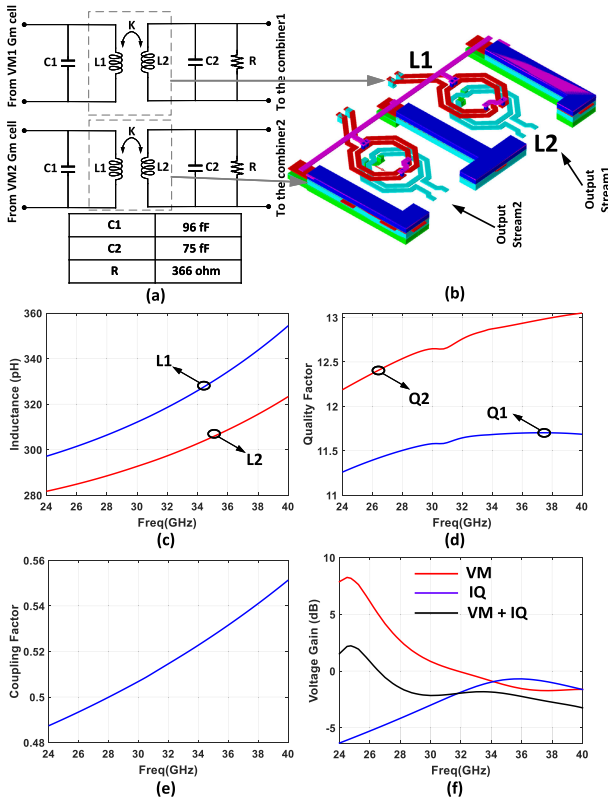 From VM1 Gm cell
C1
L1
K
L2
C2
R
To the combiner1
From VM2 Gm cell
C1
L1
K
L2
C2
R
To the combiner2
C1 96 fF
C2 75 fF
R 366 ohm
(a)
L1
L2
Output
Stream1
Output
Stream2
(b)
360
340
320
300
280
Inductance (pH)
L1
L2
24 26 28 30 32 34 36 38 40
Freq(GHz)
(c)
13
12.5
12
11.5
11
Quality Factor
Q2
Q1
24 26 28 30 32 34 36 38 40
Freq(GHz)
(d)
0.56
0.54
0.52
0.5
0.48
Coupling Factor
24 26 28 30 32 34 36 38 40
Freq(GHz)
(e)
10
5
0
-5
Voltage Gain (dB)
VM
IQ
VM + IQ
24 26 28 30 32 34 36 38 40
Freq(GHz)
(f)